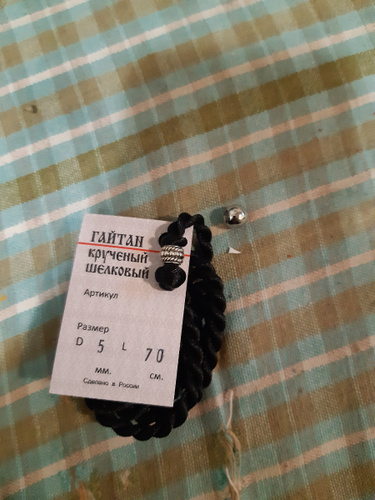 ГАЙТАН
крученый
шелковый
Артикул
Размер
D 5 L 70
мм. см.
Сделано в России